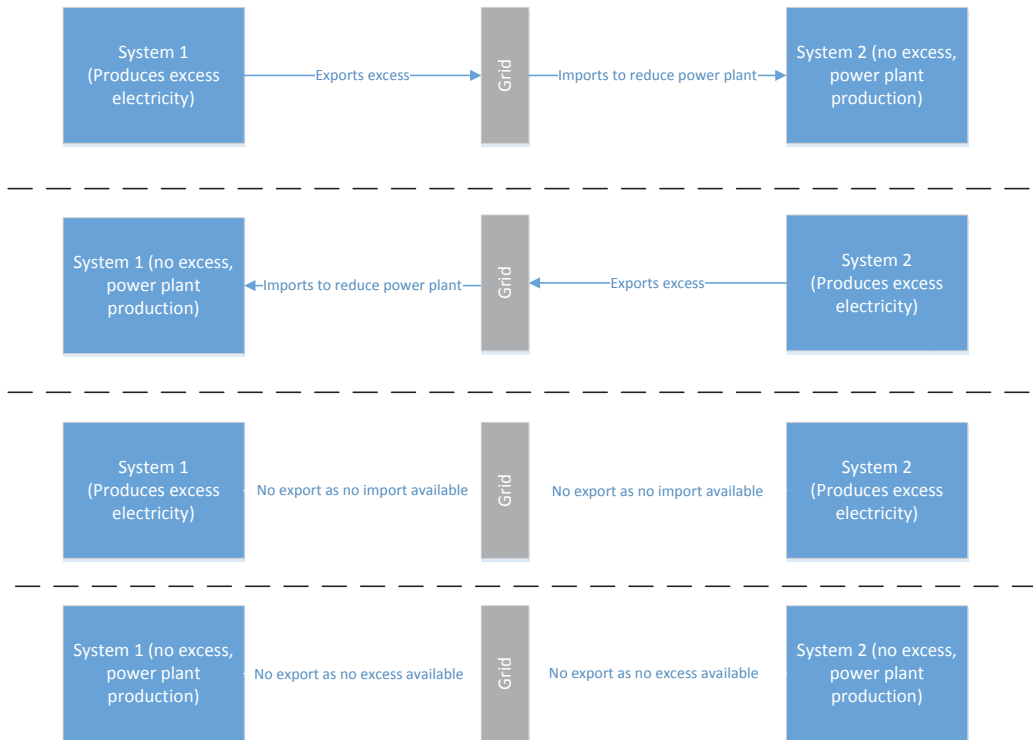 System 1
(Produces excess
electricity)
Exports excess
Grid
Imports to reduce power plant
System 2 (no excess,
power plant
production)
System 1 (no excess,
power plant
production)
Imports to reduce power plant
Grid
Exports excess
System 2
(Produces excess
electricity)
System 1
(Produces excess
electricity)
No export as no import available
Grid
No export as no import available
System 2
(Produces excess
electricity)
System 1 (no excess,
power plant
production)
No export as no excess available
Grid
No export as no excess available
System 2 (no excess,
power plant
production)